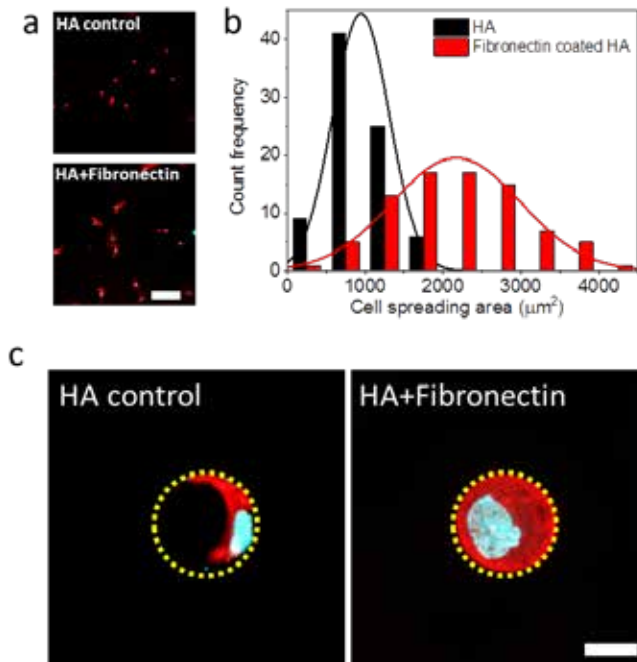 a
HA control
HA+Fibronectin
b
HA
Fibronectin coated HA
Count frequency
40
30
20
10
0
0 1000 2000 3000 4000
Cell spreading area (μm²)
c
HA control
HA+Fibronectin